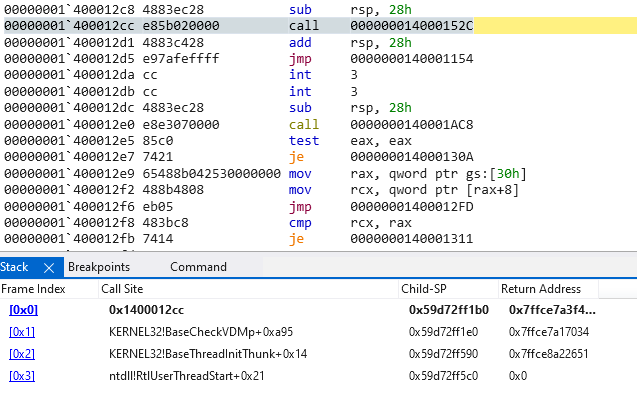 00000001`400012c8 4883ec28 sub rsp, 28h
00000001`400012cc e85b020000 call 000000014000152C
00000001`400012d1 4883c428 add rsp, 28h
00000001`400012d5 e97afeffff jmp 0000000140001154
00000001`400012da cc int 3
00000001`400012db cc int 3
00000001`400012dc 4883ec28 sub rsp, 28h
00000001`400012e0 e8e3070000 call 0000000140001AC8
00000001`400012e5 85c0 test eax, eax
00000001`400012e7 7421 je 000000014000130A
00000001`400012e9 65488b042530000000 mov rax, qword ptr gs:[30h]
00000001`400012f2 488b4808 mov rcx, qword ptr [rax+8]
00000001`400012f6 eb05 jmp 00000001400012FD
00000001`400012f8 483bc8 cmp rcx, rax
00000001`400012fb 7414 je 0000000140001311
Stack Breakpoints Command
Frame Index Call Site Child-SP Return Address
[0x0] 0x1400012cc 0x59d72ff1b0 0x7ffce7a3f4...
[0x1] KERNEL32!BaseCheckVDMp+0xa95 0x59d72ff1e0 0x7ffce7a17034
[0x2] KERNEL32!BaseThreadInitThunk+0x14 0x59d72ff590 0x7ffce8a22651
[0x3] ntdll!RtlUserThreadStart+0x21 0x59d72ff5c0 0x0